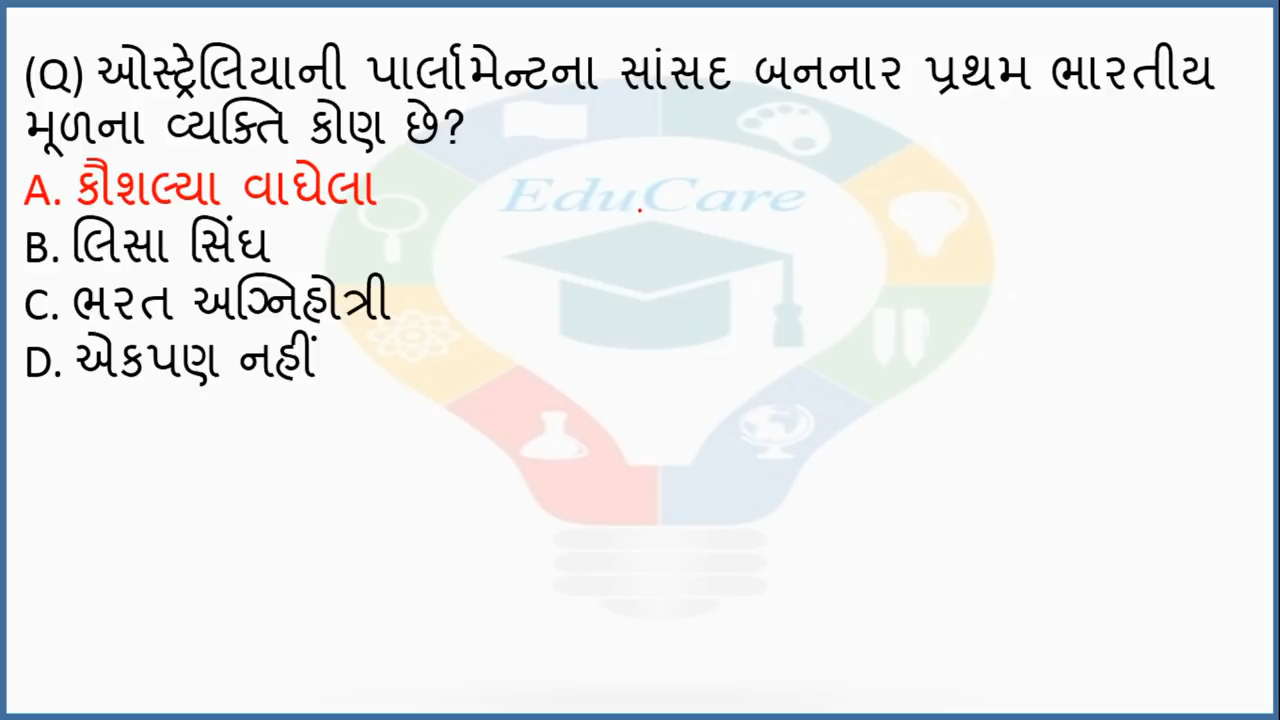 (Q) ઓસ્ટ્રેલિયાની પાર્લામેન્ટના સાંસદ બનનાર પ્રથમ ભારતીય
મૂળના વ્યક્તિ કોણ છે?
A. કૌશલ્યા વાઘેલા
EduCare
B. લિસા સિંઘ
C. ભરત અગ્નિહોત્રી
D. એકપણ નહીં